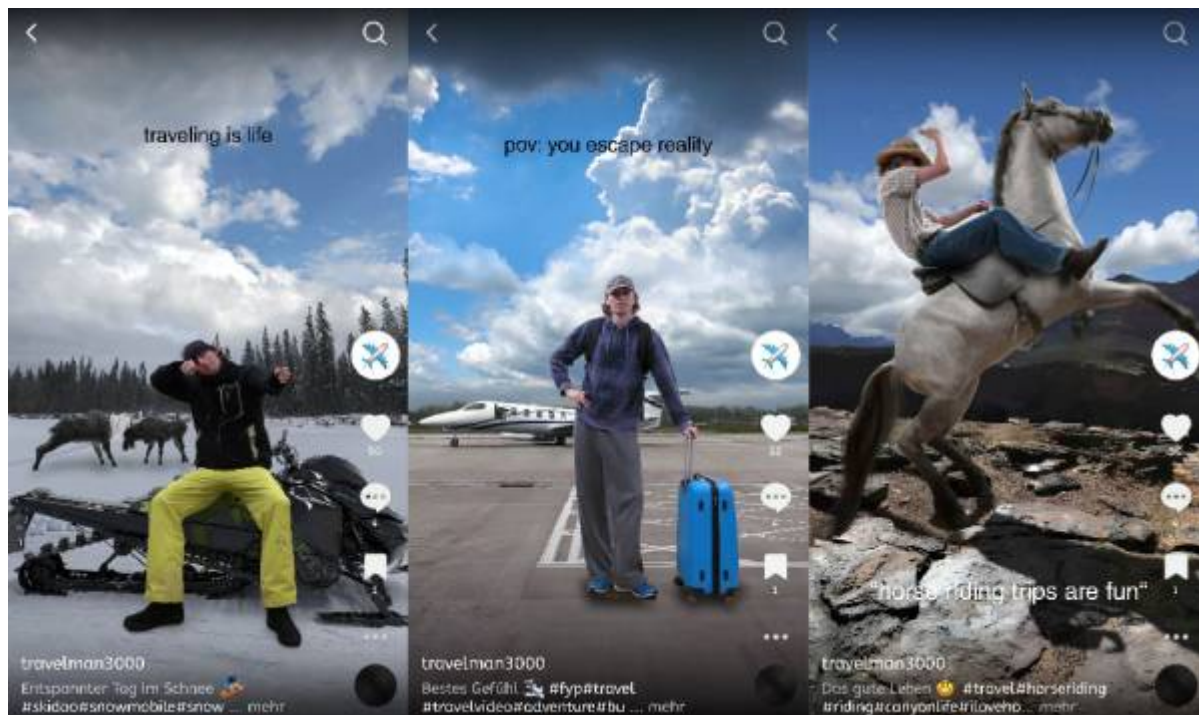 traveling is life
travelman3000
Entspannter Tag im Schnee
#skidoo#snowmobile#snow ... mehr
pov: you escape reality
travelman3000
Bestes Gefühl #fyp#travel
#travelvideo#adventure#bu ... mehr
"horse riding trips are fun"
travelman3000
Das gute Leben #travel#horseriding
#riding#canyonlife#iloveho... mehr